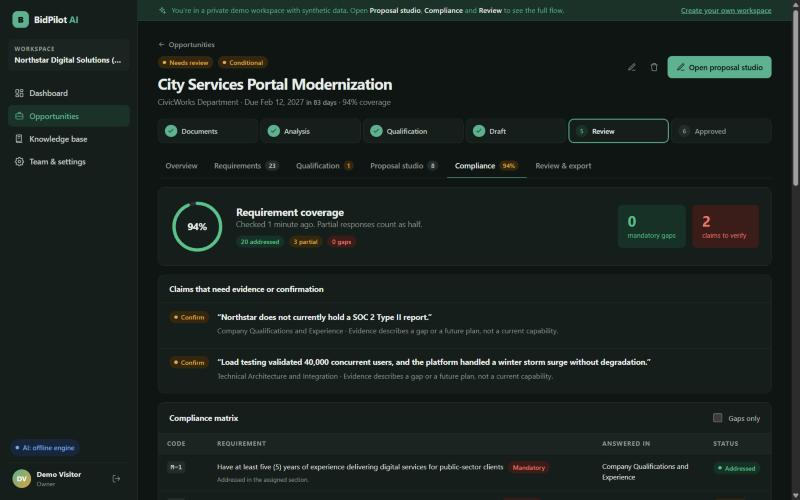 B BidPilot AI
You're in a private demo workspace with synthetic data. Open Proposal studio, Compliance and Review to see the full flow.
Create your own workspace
WORKSPACE
Northstar Digital Solutions (...
Dashboard
Opportunities
Knowledge base
Team & settings
← Opportunities
Needs review
Conditional
City Services Portal Modernization
CivicWorks Department · Due Feb 12, 2027 in 83 days · 94% coverage
Open proposal studio
Documents
Analysis
Qualification
Draft
5 Review
6 Approved
Overview
Requirements 23
Qualification 1
Proposal studio 8
Compliance 94%
Review & export
94%
Requirement coverage
Checked 1 minute ago. Partial responses count as half.
20 addressed
3 partial
0 gaps
0
mandatory gaps
2
claims to verify
Claims that need evidence or confirmation
Confirm
“Northstar does not currently hold a SOC 2 Type II report.”
Company Qualifications and Experience · Evidence describes a gap or a future plan, not a current capability.
Confirm
“Load testing validated 40,000 concurrent users, and the platform handled a winter storm surge without degradation.”
Technical Architecture and Integration · Evidence describes a gap or a future plan, not a current capability.
Compliance matrix
Gaps only
CODE
REQUIREMENT
ANSWERED IN
STATUS
M-1
Have at least five (5) years of experience delivering digital services for public-sector clients
Mandatory
Addressed in the assigned section.
Company Qualifications and
Experience
Addressed
AI: offline engine
DV
Demo Visitor
Owner